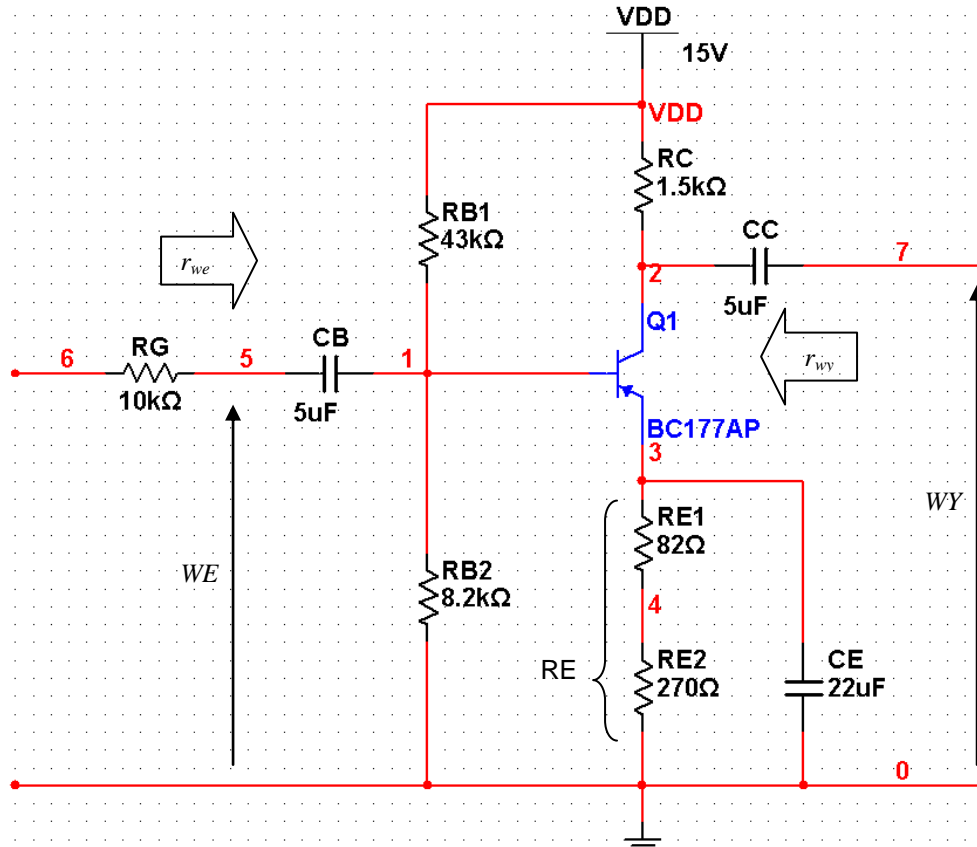 VDD
15V
VDD
RC
1.5kΩ
RB1
43kΩ
r_we
CC
2
7
5uF
Q1
r_wy
6
RG
10kΩ
5
CB
5uF
1
BC177AP
3
WE
WY
RE1
82Ω
RB2
8.2kΩ
4
RE
RE2
270Ω
CE
22uF
0